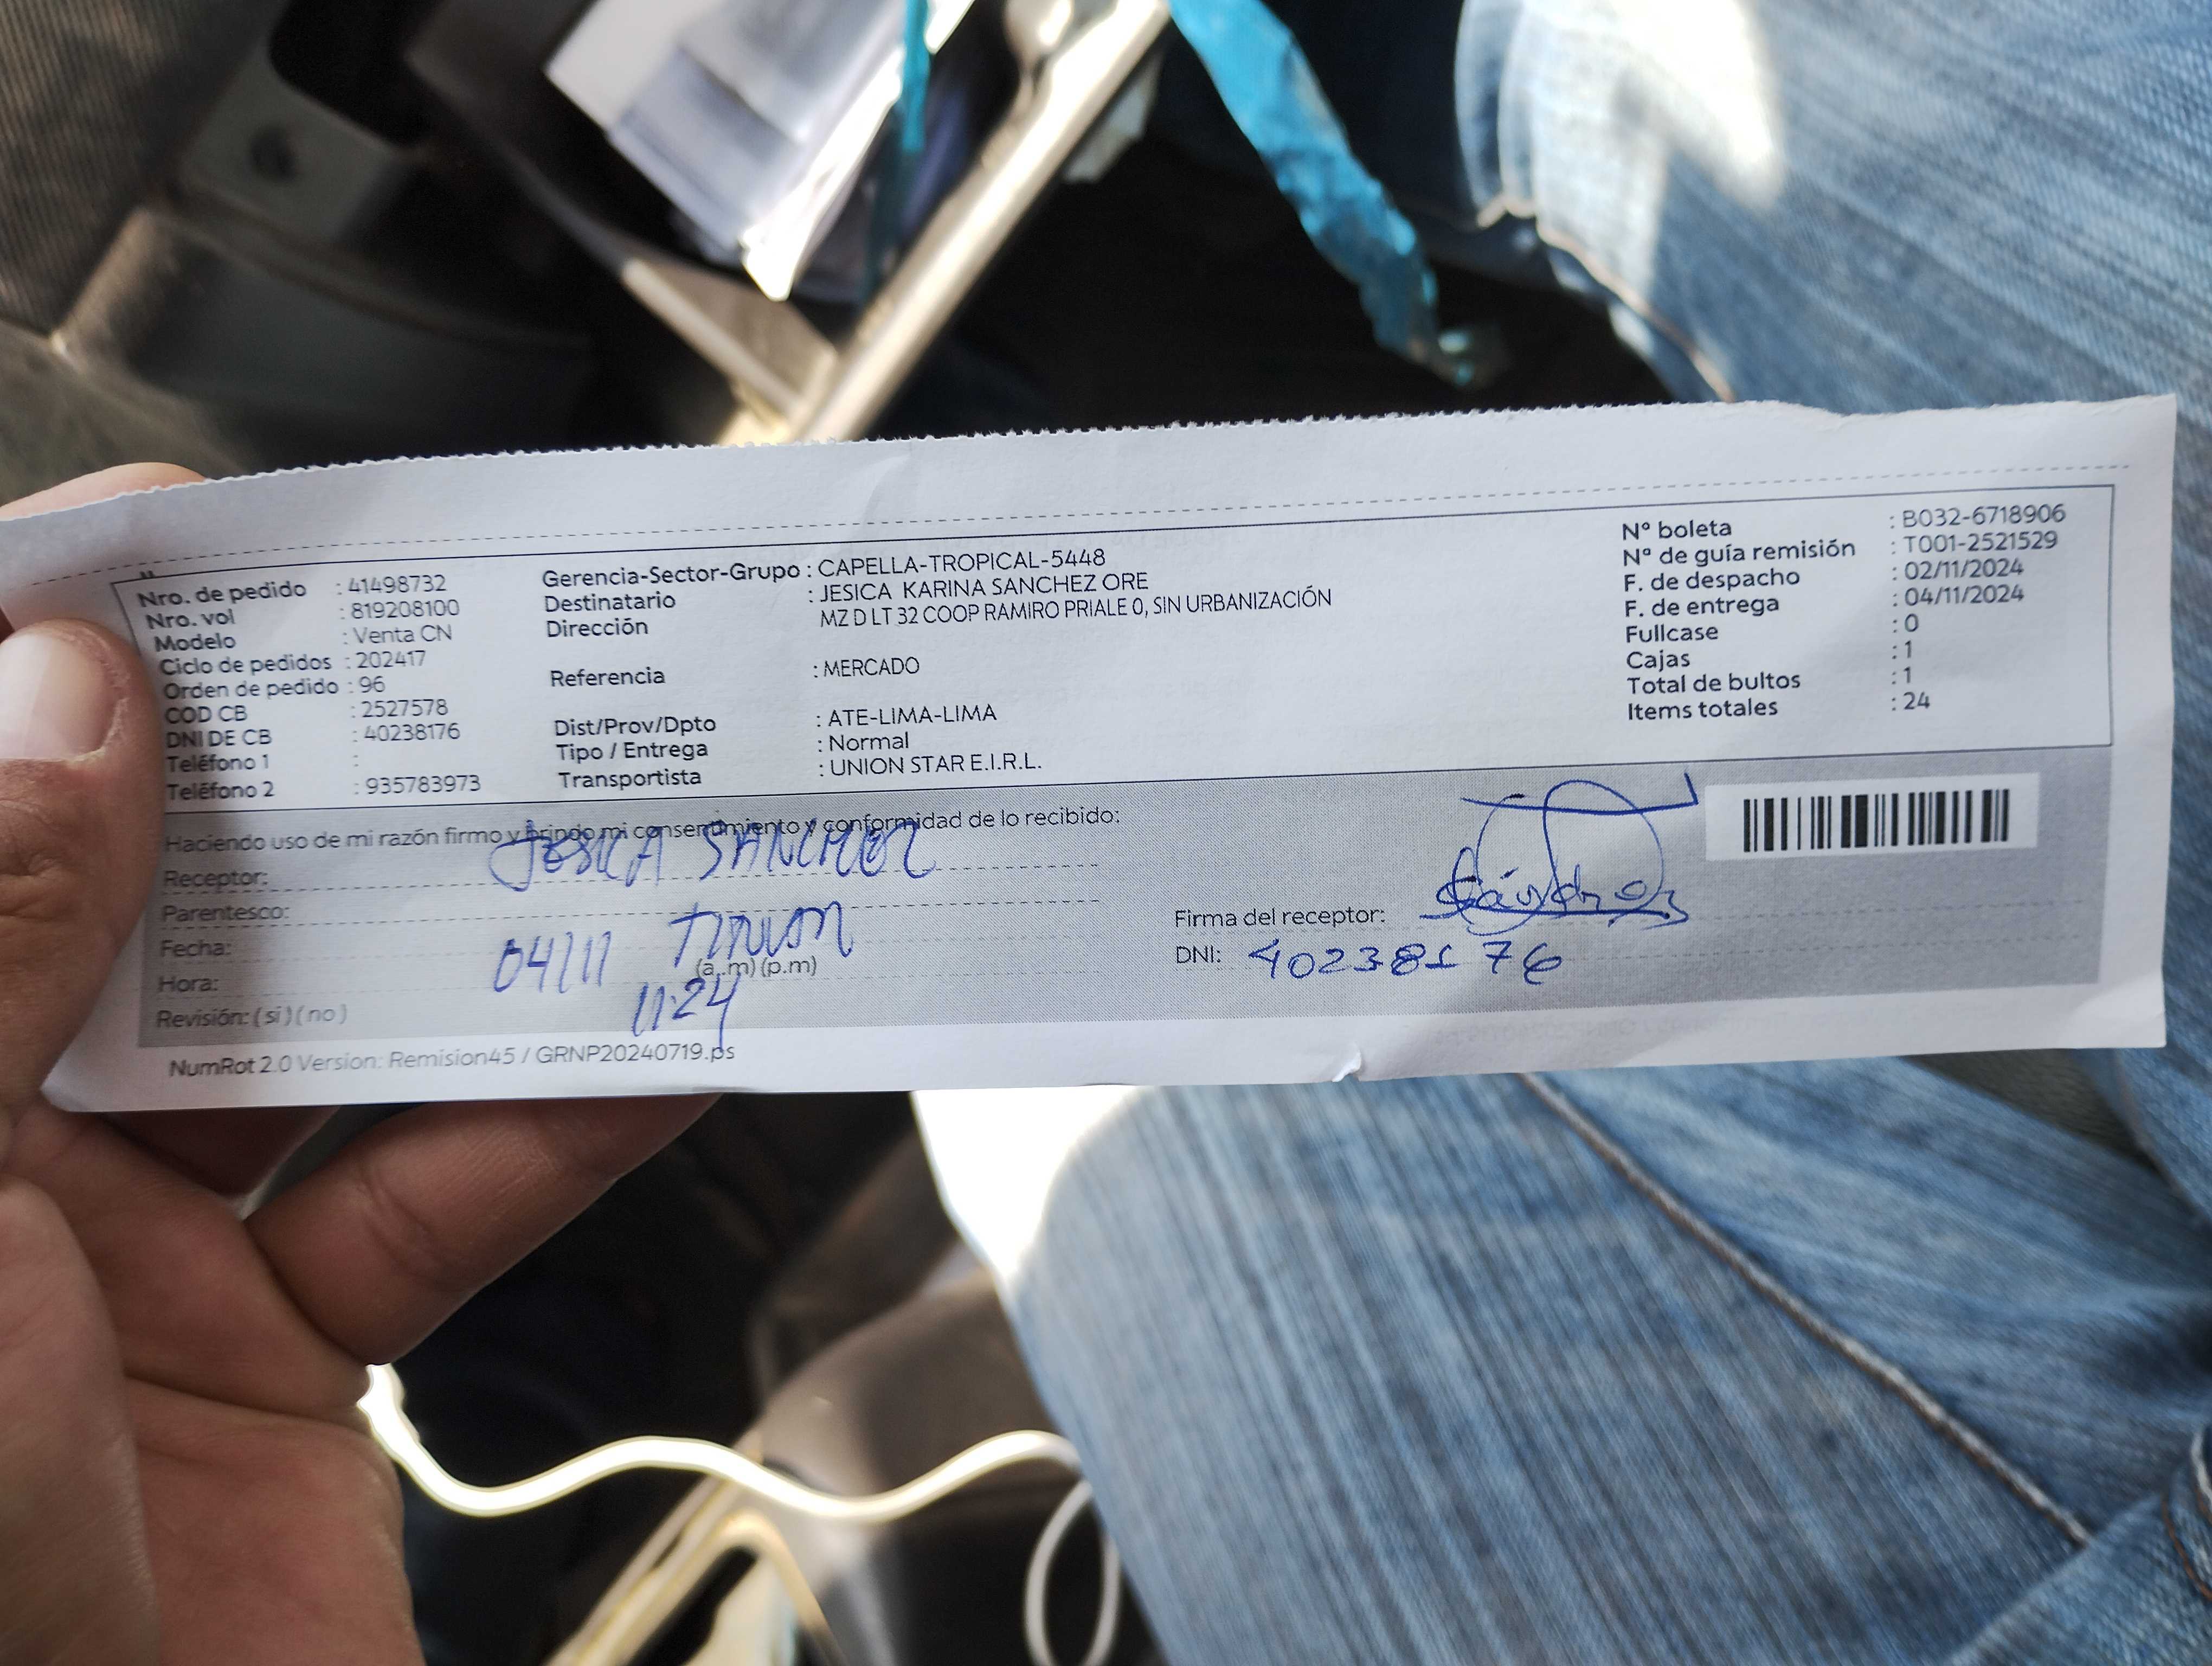 Nro. de pedido : 41498732
Nro. vol : 819208100
Modelo : Venta CN
Ciclo de pedidos : 202417
Orden de pedido : 96
COD CB : 2527578
DNI DE CB : 40238176
Teléfono 1 :
Teléfono 2 : 935783973
Gerencia-Sector-Grupo : CAPELLA-TROPICAL-5448
Destinatario : JESICA KARINA SANCHEZ ORE
Dirección MZ D LT 32 COOP RAMIRO PRIALE 0, SIN URBANIZACIÓN
Referencia : MERCADO
Dist/Prov/Dpto : ATE-LIMA-LIMA
Tipo / Entrega : Normal
Transportista : UNION STAR E.I.R.L.
Nº boleta : B032-6718906
Nº de guía remisión : T001-2521529
F. de despacho : 02/11/2024
F. de entrega : 04/11/2024
Fullcase : 0
Cajas : 1
Total de bultos : 1
Items totales : 24
Haciendo uso de mi razón firmo y brindo mi consentimiento y conformidad de lo recibido:
Receptor: JESICA SANCHEZ
Parentesco:
Fecha: 04/11
Hora: (a.m) (p.m)
11:24
Revisión: ( si ) ( no )
Firma del receptor: Sánchez
DNI: 40238176
NumRot 2.0 Version: Remision45 / GRNP20240719.ps